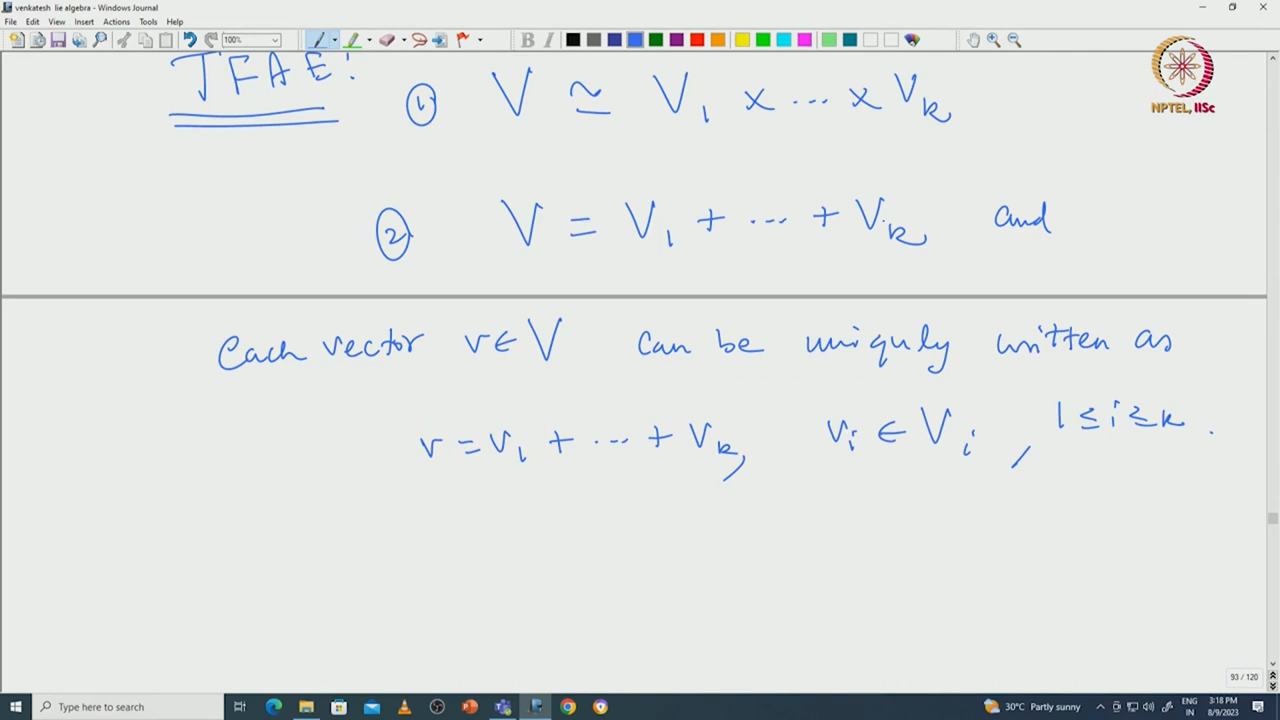 venkatesh lie algebra - Windows Journal
File Edit View Insert Actions Tools Help
100%
B I
NPTEL, IISc
TFAE:
① V ≃ V₁ × ... × Vₖ
② V = V₁ + ... + Vₖ and
Each vector v ∈ V can be uniquly written as
v = v₁ + ... + vₖ, vᵢ ∈ Vᵢ , 1 ≤ i ≥ k .
93 / 120
Type here to search
30°C Partly sunny
ENG
IN
3:18 PM
8/9/2023